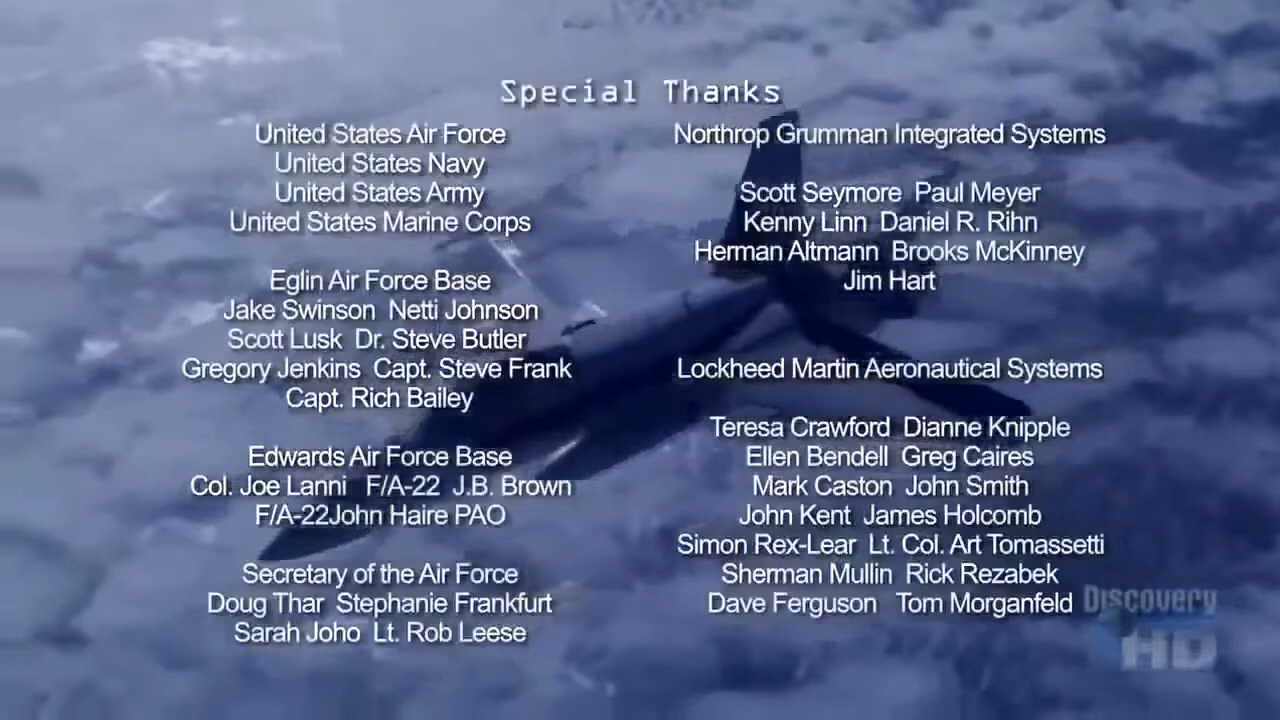 Special Thanks
United States Air Force
United States Navy
United States Army
United States Marine Corps
Eglin Air Force Base
Jake Swinson Netti Johnson
Scott Lusk Dr. Steve Butler
Gregory Jenkins Capt. Steve Frank
Capt. Rich Bailey
Edwards Air Force Base
Col. Joe Lanni F/A-22 J.B. Brown
F/A-22John Haire PAO
Secretary of the Air Force
Doug Thar Stephanie Frankfurt
Sarah Joho Lt. Rob Leese
Northrop Grumman Integrated Systems
Scott Seymore Paul Meyer
Kenny Linn Daniel R. Rihn
Herman Altmann Brooks McKinney
Jim Hart
Lockheed Martin Aeronautical Systems
Teresa Crawford Dianne Knipple
Ellen Bendell Greg Caires
Mark Caston John Smith
John Kent James Holcomb
Simon Rex-Lear Lt. Col. Art Tomassetti
Sherman Mullin Rick Rezabek
Dave Ferguson Tom Morganfeld
Discovery
HD